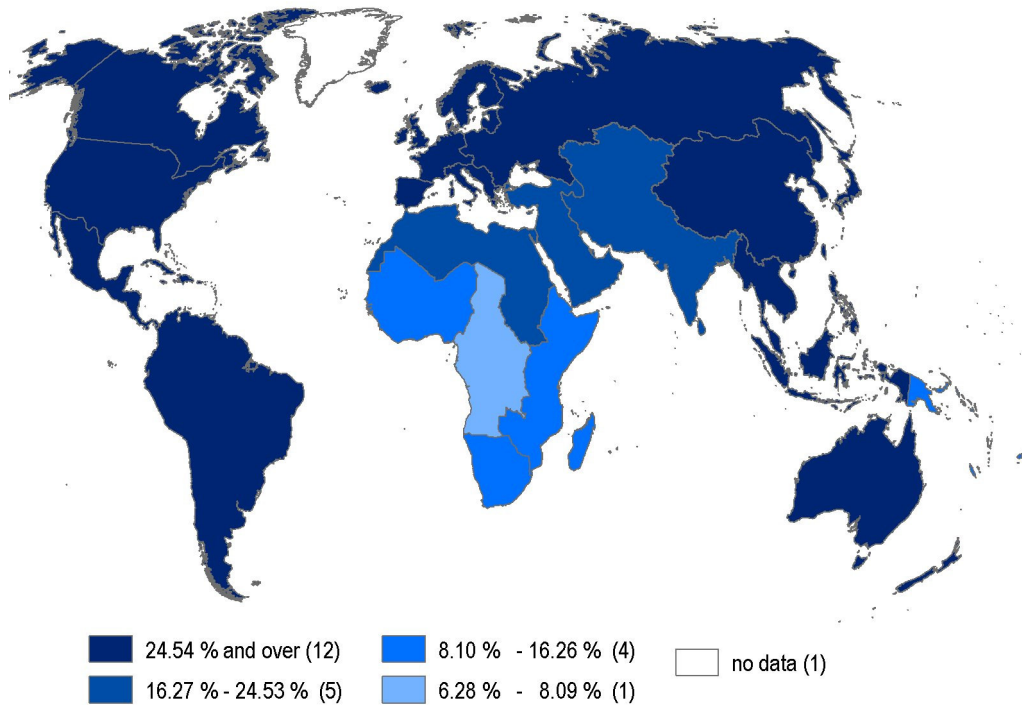 24.54 % and over (12)
16.27 % - 24.53 % (5)
8.10 % - 16.26 % (4)
6.28 % - 8.09 % (1)
no data (1)